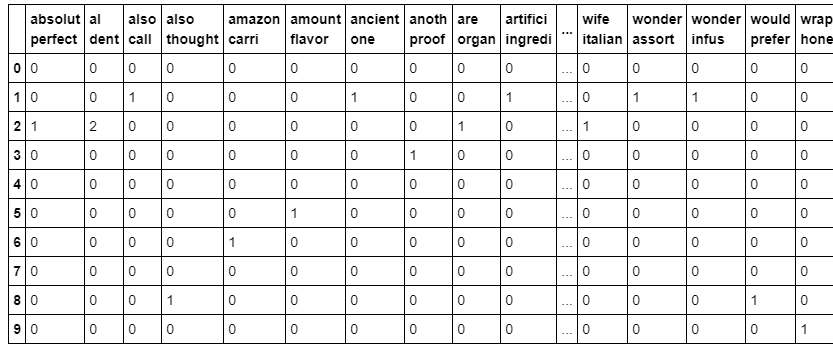 absolut perfect al dent also call also thought amazon carri amount flavor ancient one anoth proof are organ artifici ingredi ... wife italian wonder assort wonder infus would prefer wrap hone
0 0 0 0 0 0 0 0 0 0 0 ... 0 0 0 0 0
1 0 0 1 0 0 0 1 0 0 1 ... 0 1 1 0 0
2 1 2 0 0 0 0 0 0 1 0 ... 1 0 0 0 0
3 0 0 0 0 0 0 0 1 0 0 ... 0 0 0 0 0
4 0 0 0 0 0 0 0 0 0 0 ... 0 0 0 0 0
5 0 0 0 0 0 1 0 0 0 0 ... 0 0 0 0 0
6 0 0 0 0 1 0 0 0 0 0 ... 0 0 0 0 0
7 0 0 0 0 0 0 0 0 0 0 ... 0 0 0 0 0
8 0 0 0 1 0 0 0 0 0 0 ... 0 0 0 1 0
9 0 0 0 0 0 0 0 0 0 0 ... 0 0 0 0 1